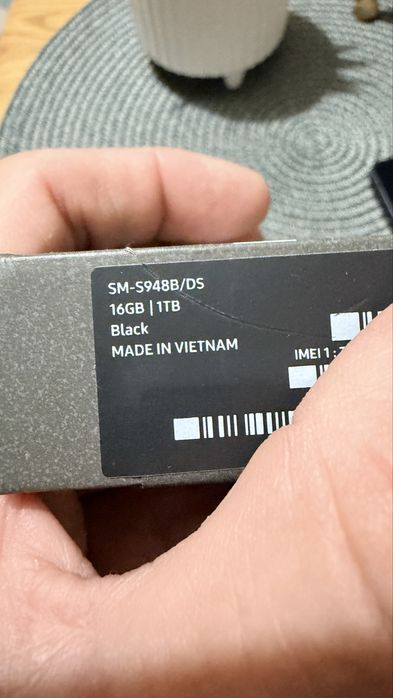 SM-S948B/DS
16GB | 1TB
Black
MADE IN VIETNAM
IMEI 1 :